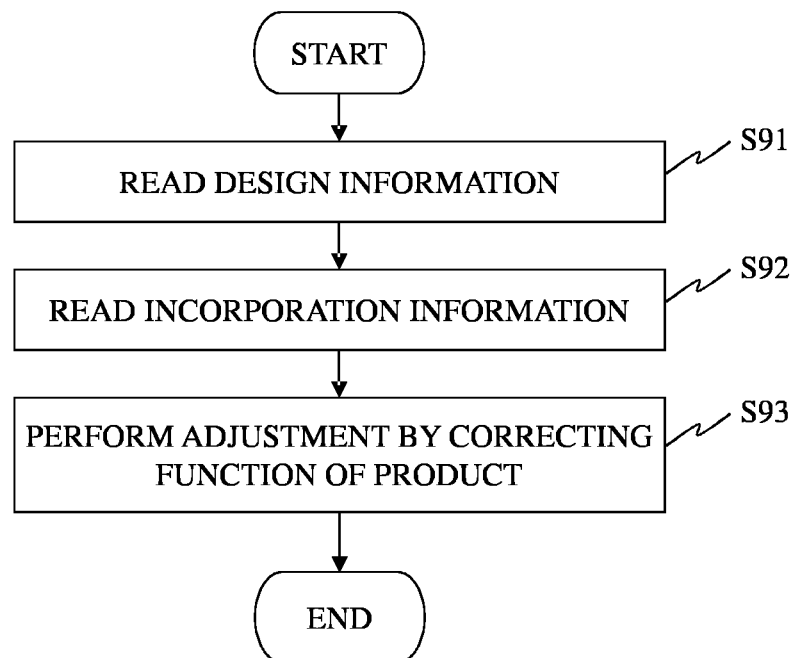 START
S91
READ DESIGN INFORMATION
S92
READ INCORPORATION INFORMATION
S93
PERFORM ADJUSTMENT BY CORRECTING
FUNCTION OF PRODUCT
END